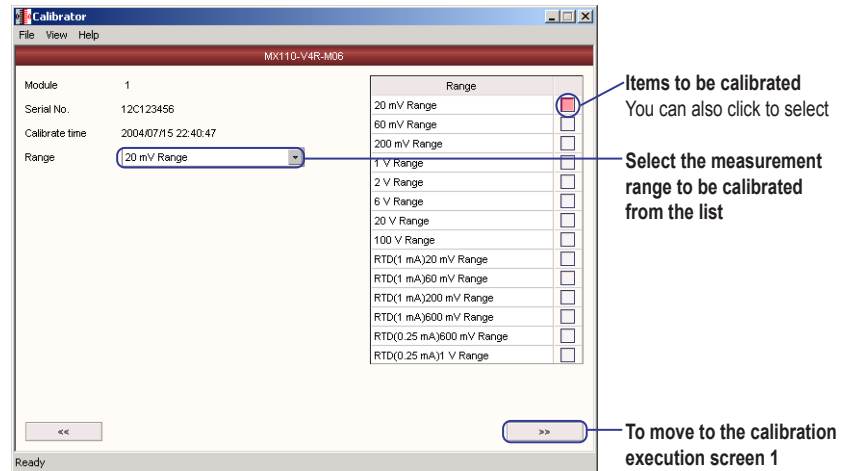 Calibrator
File View Help
MX110-V4R-M06
Module 1
Serial No. 12C123456
Calibrate time 2004/07/15 22:40:47
Range 20 mV Range
Range
20 mV Range
60 mV Range
200 mV Range
1 V Range
2 V Range
6 V Range
20 V Range
100 V Range
RTD(1 mA)20 mV Range
RTD(1 mA)60 mV Range
RTD(1 mA)200 mV Range
RTD(1 mA)600 mV Range
RTD(0.25 mA)600 mV Range
RTD(0.25 mA)1 V Range
<<
>>
Ready
Items to be calibrated
You can also click to select
Select the measurement
range to be calibrated
from the list
To move to the calibration
execution screen 1